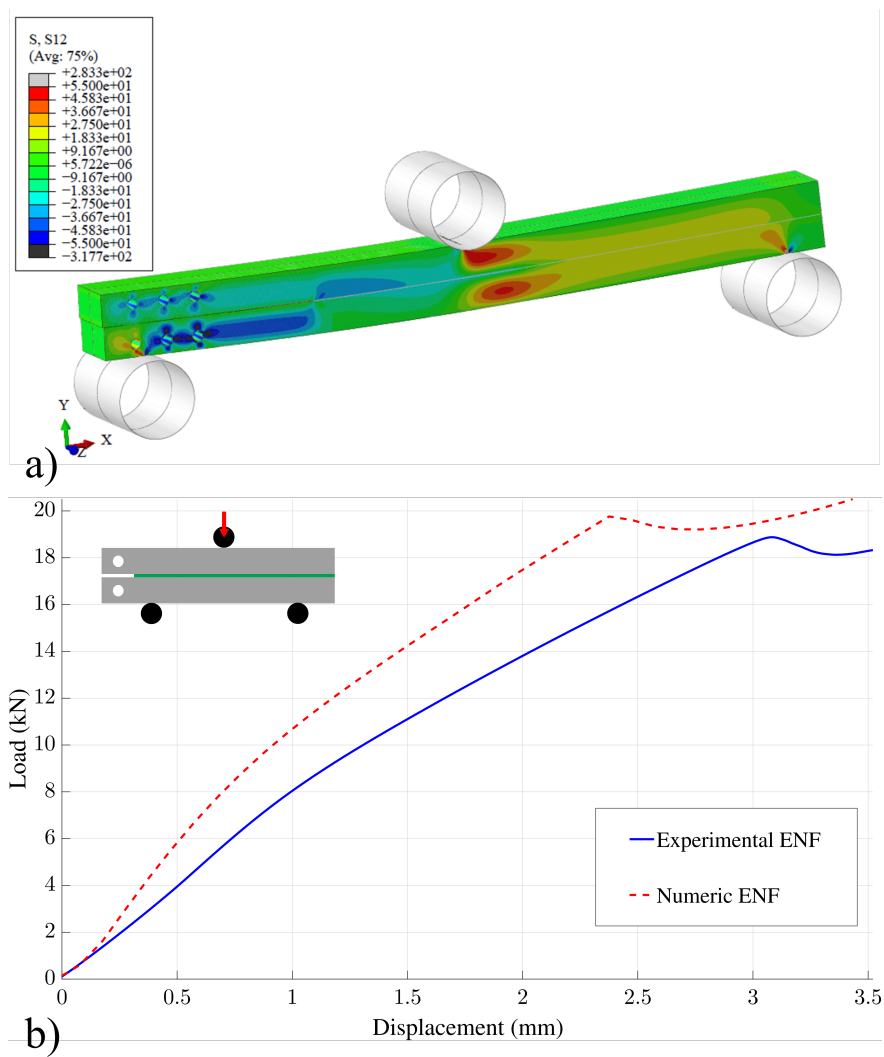 S, S12
(Avg: 75%)
+2.833e+02
+5.500e+01
+4.583e+01
+3.667e+01
+2.750e+01
+1.833e+01
+9.167e+00
+5.722e−06
−9.167e+00
−1.833e+01
−2.750e+01
−3.667e+01
−4.583e+01
−5.500e+01
−3.177e+02
Y
X
Z
a)
20
18
16
14
12
10
8
6
4
2
0
Load (kN)
Experimental ENF
Numeric ENF
0
0.5
1
1.5
2
2.5
3
3.5
Displacement (mm)
b)